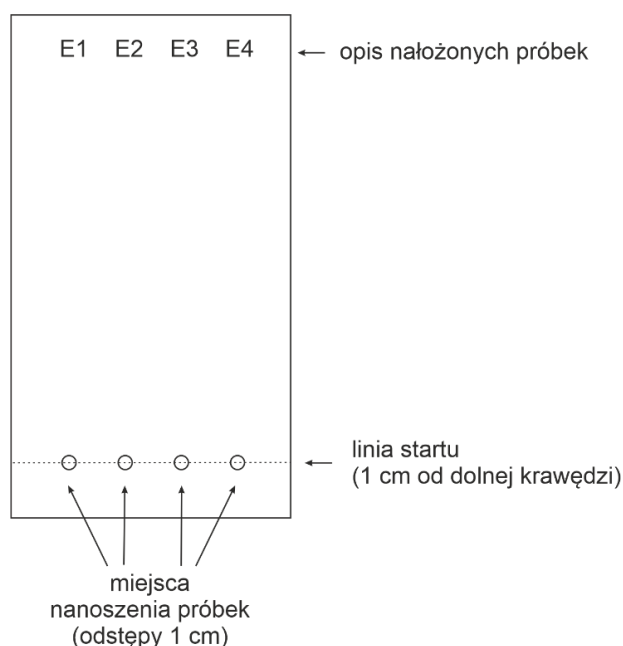 E1 E2 E3 E4
opis nałożonych próbek
linia startu
(1 cm od dolnej krawędzi)
miejsca
nanoszenia próbek
(odstępy 1 cm)